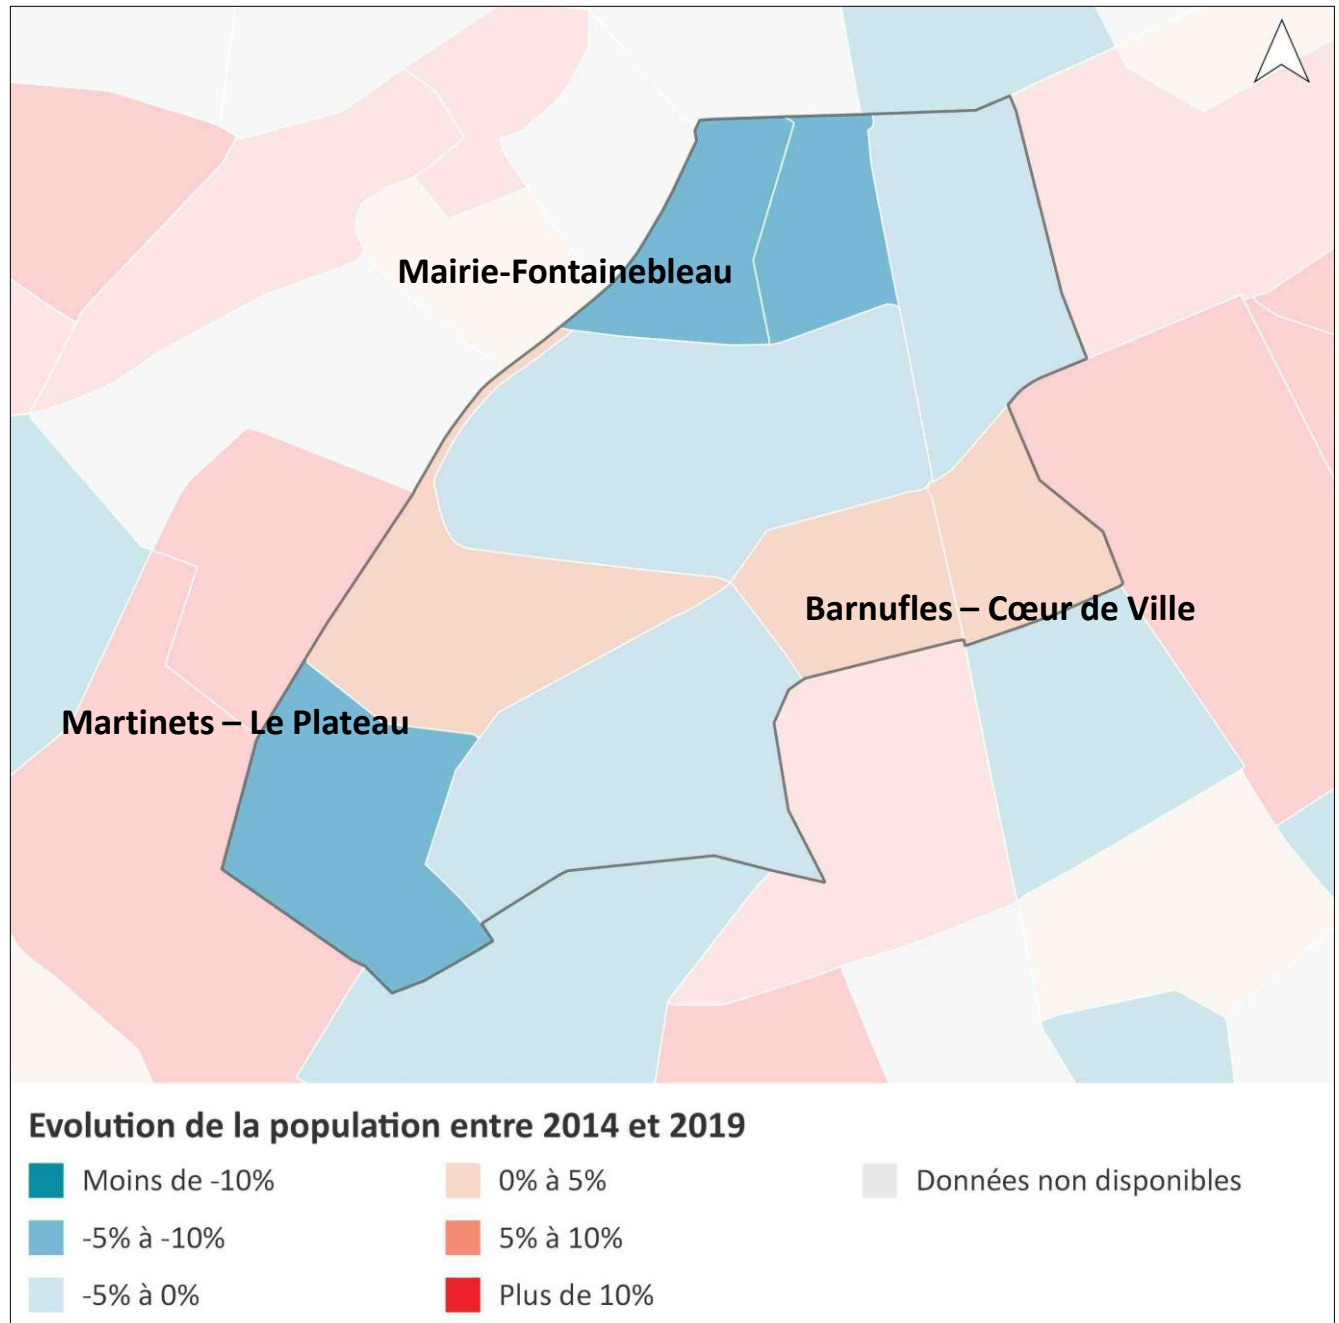 Mairie-Fontainebleau
Barnufles – Cœur de Ville
Martinets – Le Plateau
Evolution de la population entre 2014 et 2019
Moins de -10%
-5% à -10%
-5% à 0%
0% à 5%
5% à 10%
Plus de 10%
Données non disponibles